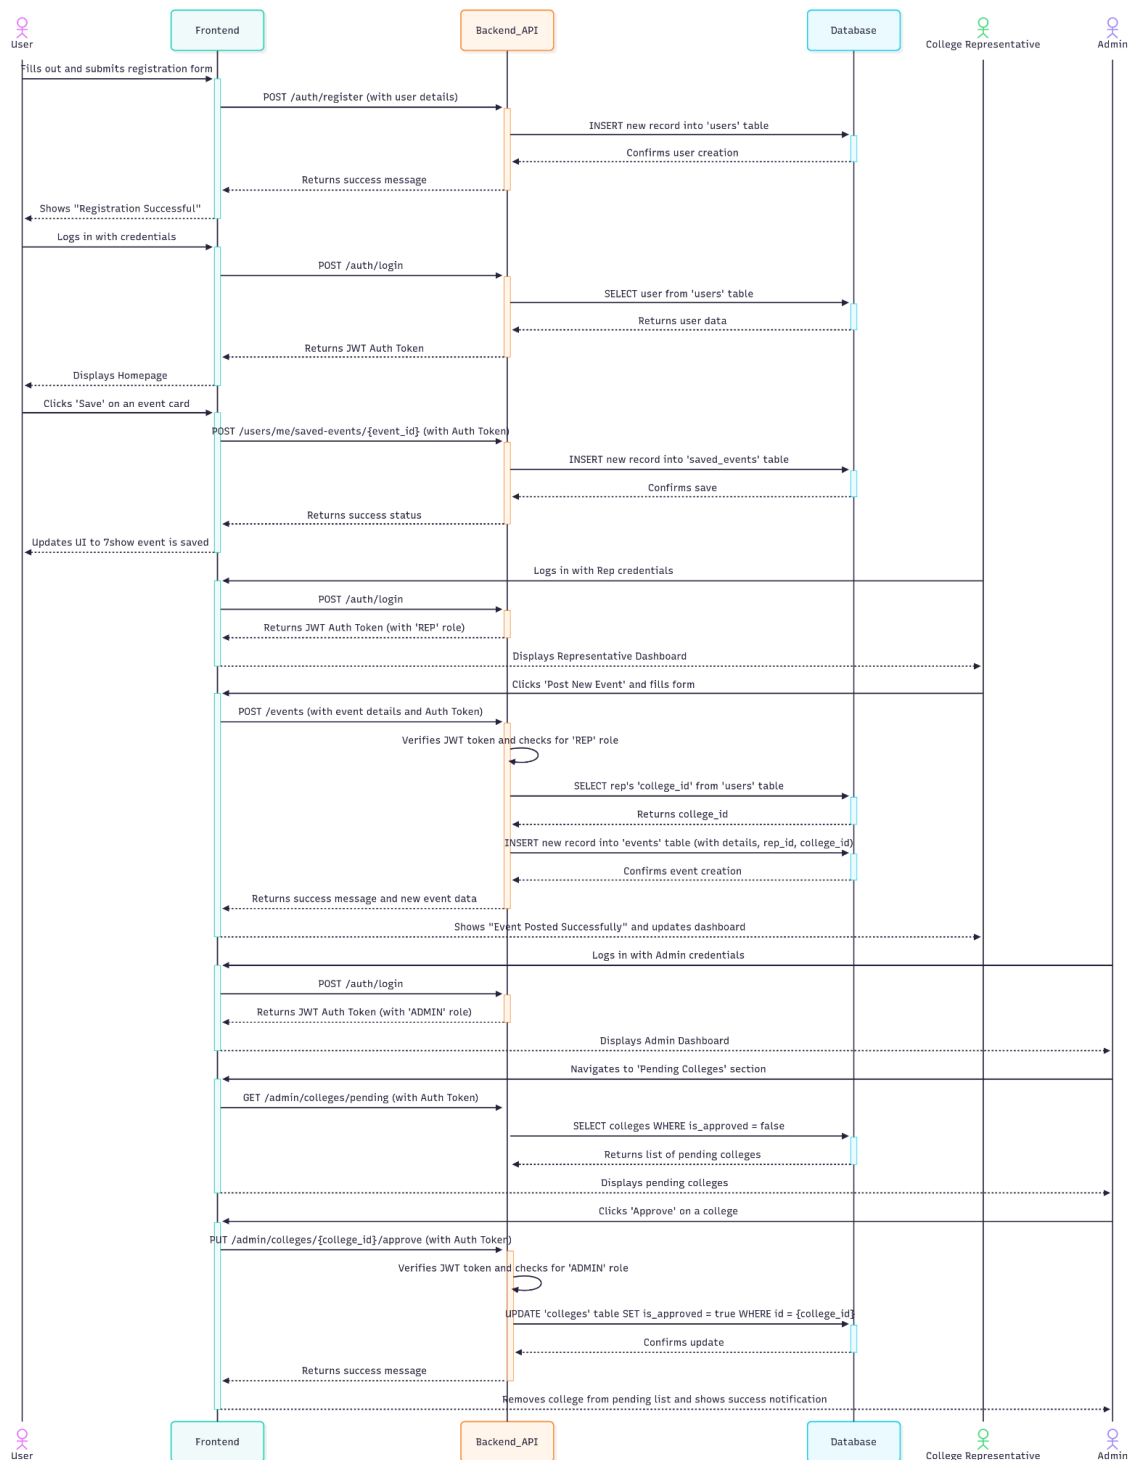 User
Frontend
Backend_API
Database
College Representative
Admin
Fills out and submits registration form
POST /auth/register (with user details)
INSERT new record into 'users' table
Confirms user creation
Returns success message
Shows "Registration Successful"
Logs in with credentials
POST /auth/login
SELECT user from 'users' table
Returns user data
Returns JWT Auth Token
Displays Homepage
Clicks 'Save' on an event card
POST /users/me/saved-events/{event_id} (with Auth Token)
INSERT new record into 'saved_events' table
Confirms save
Returns success status
Updates UI to 7show event is saved
Logs in with Rep credentials
POST /auth/login
Returns JWT Auth Token (with 'REP' role)
Displays Representative Dashboard
Clicks 'Post New Event' and fills form
POST /events (with event details and Auth Token)
Verifies JWT token and checks for 'REP' role
SELECT rep's 'college_id' from 'users' table
Returns college_id
INSERT new record into 'events' table (with details, rep_id, college_id)
Confirms event creation
Returns success message and new event data
Shows "Event Posted Successfully" and updates dashboard
Logs in with Admin credentials
POST /auth/login
Returns JWT Auth Token (with 'ADMIN' role)
Displays Admin Dashboard
Navigates to 'Pending Colleges' section
GET /admin/colleges/pending (with Auth Token)
SELECT colleges WHERE is_approved = false
Returns list of pending colleges
Displays pending colleges
Clicks 'Approve' on a college
PUT /admin/colleges/{college_id}/approve (with Auth Token)
Verifies JWT token and checks for 'ADMIN' role
UPDATE 'colleges' table SET is_approved = true WHERE id = {college_id}
Confirms update
Returns success message
Removes college from pending list and shows success notification
User
Frontend
Backend_API
Database
College Representative
Admin